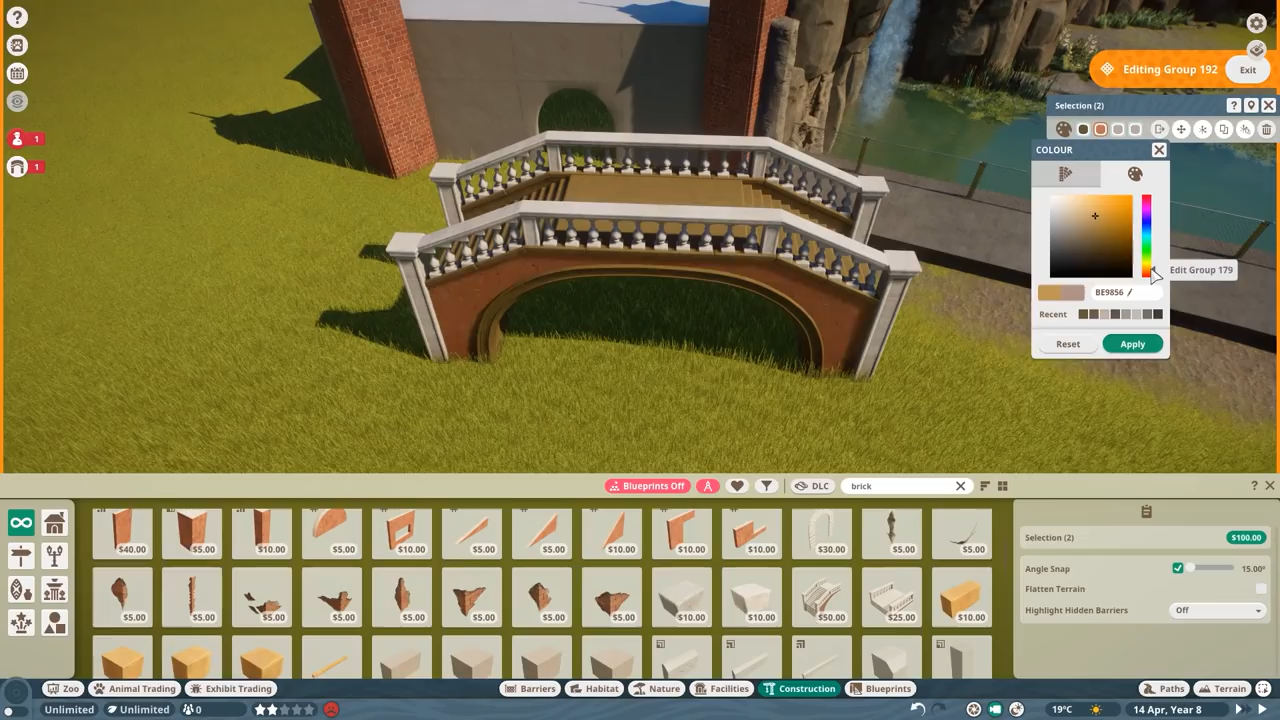 Editing Group 192
Exit
Selection (2)
COLOUR
Edit Group 179
BE9856
Recent
Reset
Apply
1
1
Blueprints Off
DLC
brick
$40.00
$5.00
$10.00
$5.00
$10.00
$5.00
$5.00
$10.00
$10.00
$10.00
$30.00
$5.00
$5.00
$5.00
$5.00
$5.00
$5.00
$5.00
$5.00
$5.00
$5.00
$10.00
$10.00
$50.00
$25.00
$10.00
Selection (2)
$100.00
Angle Snap
15.00°
Flatten Terrain
Highlight Hidden Barriers
Off
Zoo
Animal Trading
Exhibit Trading
Barriers
Habitat
Nature
Facilities
Construction
Blueprints
Paths
Terrain
Unlimited
Unlimited
0
19°C
14 Apr, Year 8